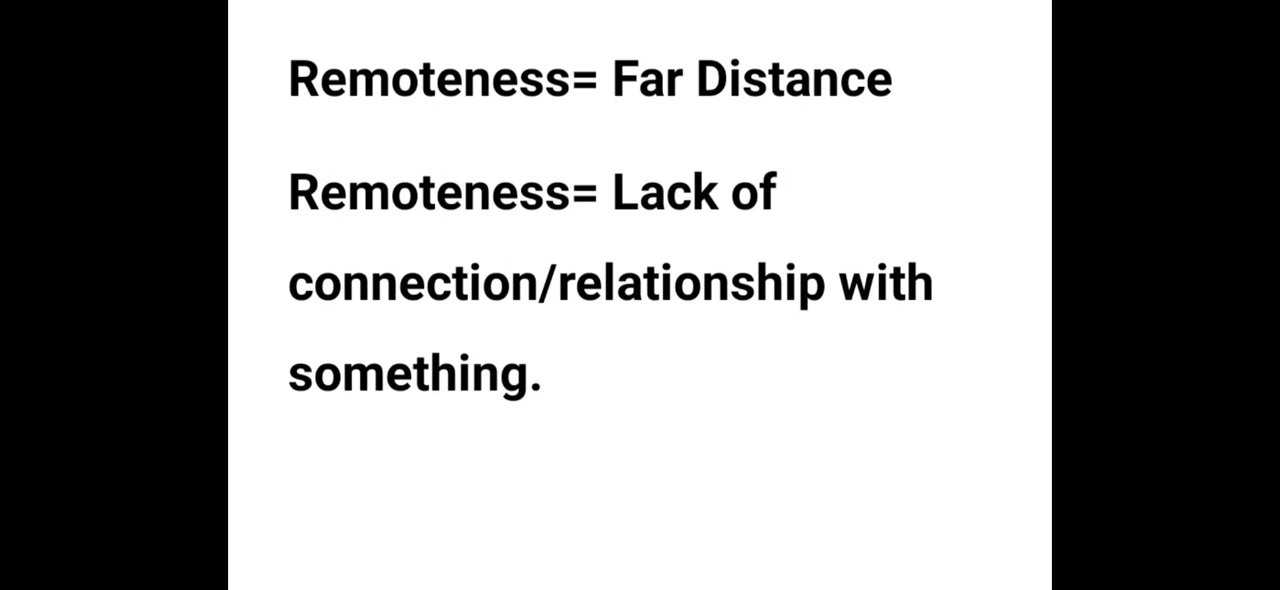 Remoteness= Far Distance
Remoteness= Lack of
connection/relationship with
something.